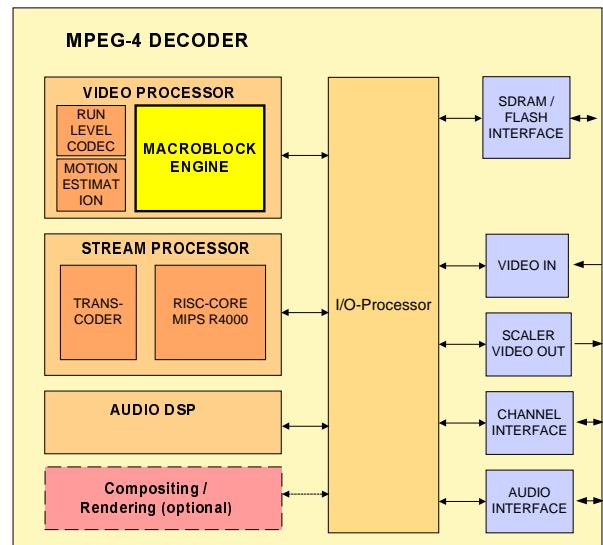 MPEG-4 DECODER
VIDEO PROCESSOR
RUN
LEVEL
CODEC
MOTION
ESTIMAT
ION
MACROBLOCK
ENGINE
STREAM PROCESSOR
TRANS-
CODER
RISC-CORE
MIPS R4000
AUDIO DSP
Compositing /
Rendering (optional)
I/O-Processor
SDRAM /
FLASH
INTERFACE
VIDEO IN
SCALER
VIDEO OUT
CHANNEL
INTERFACE
AUDIO
INTERFACE